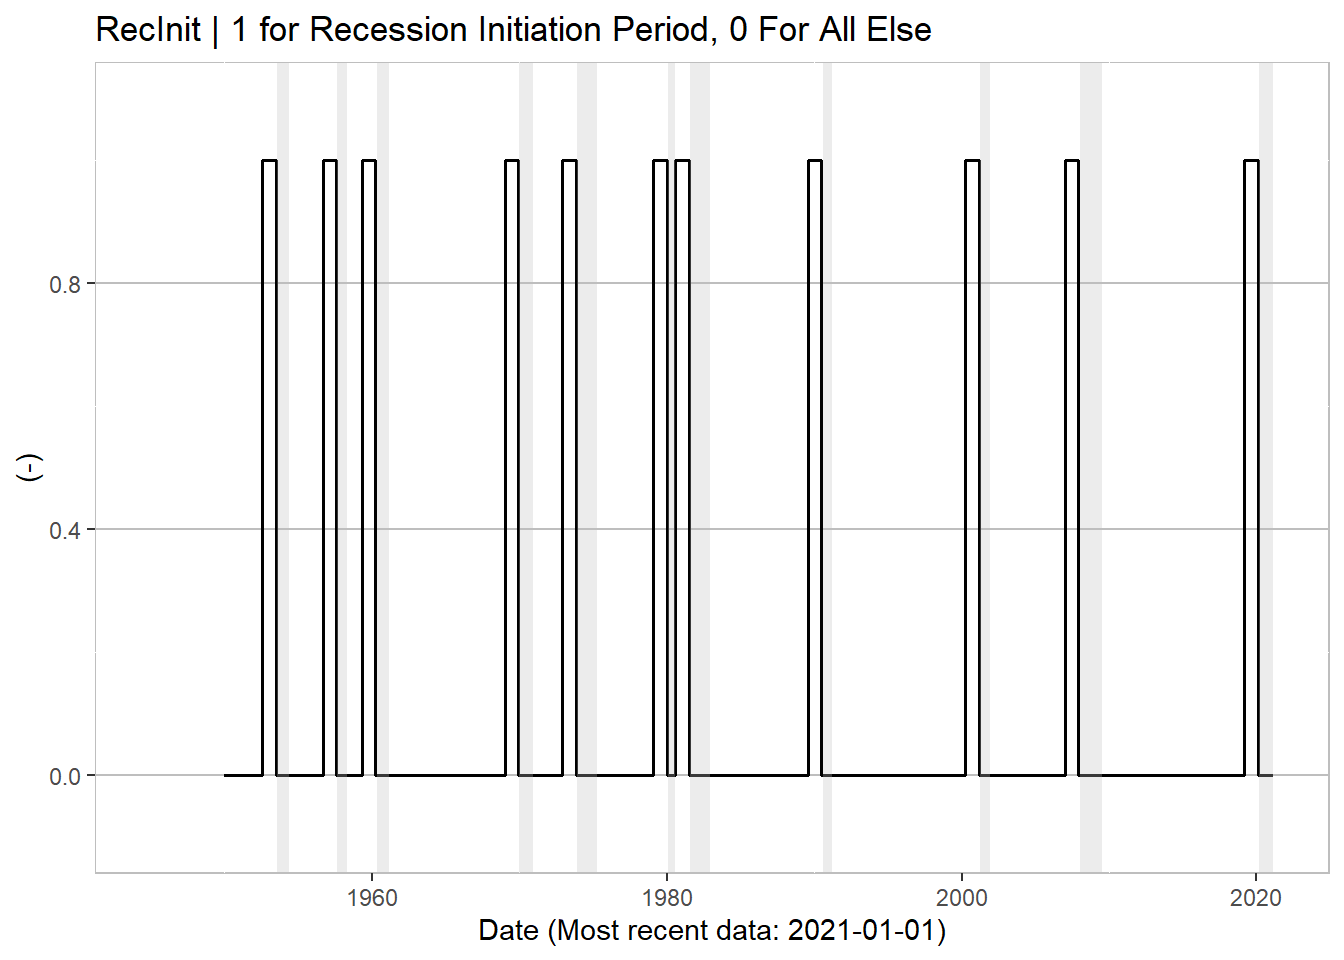 RecInit | 1 for Recession Initiation Period, 0 For All Else
0.8
0.4
0.0
(-)
1960 1980 2000 2020
Date (Most recent data: 2021-01-01)